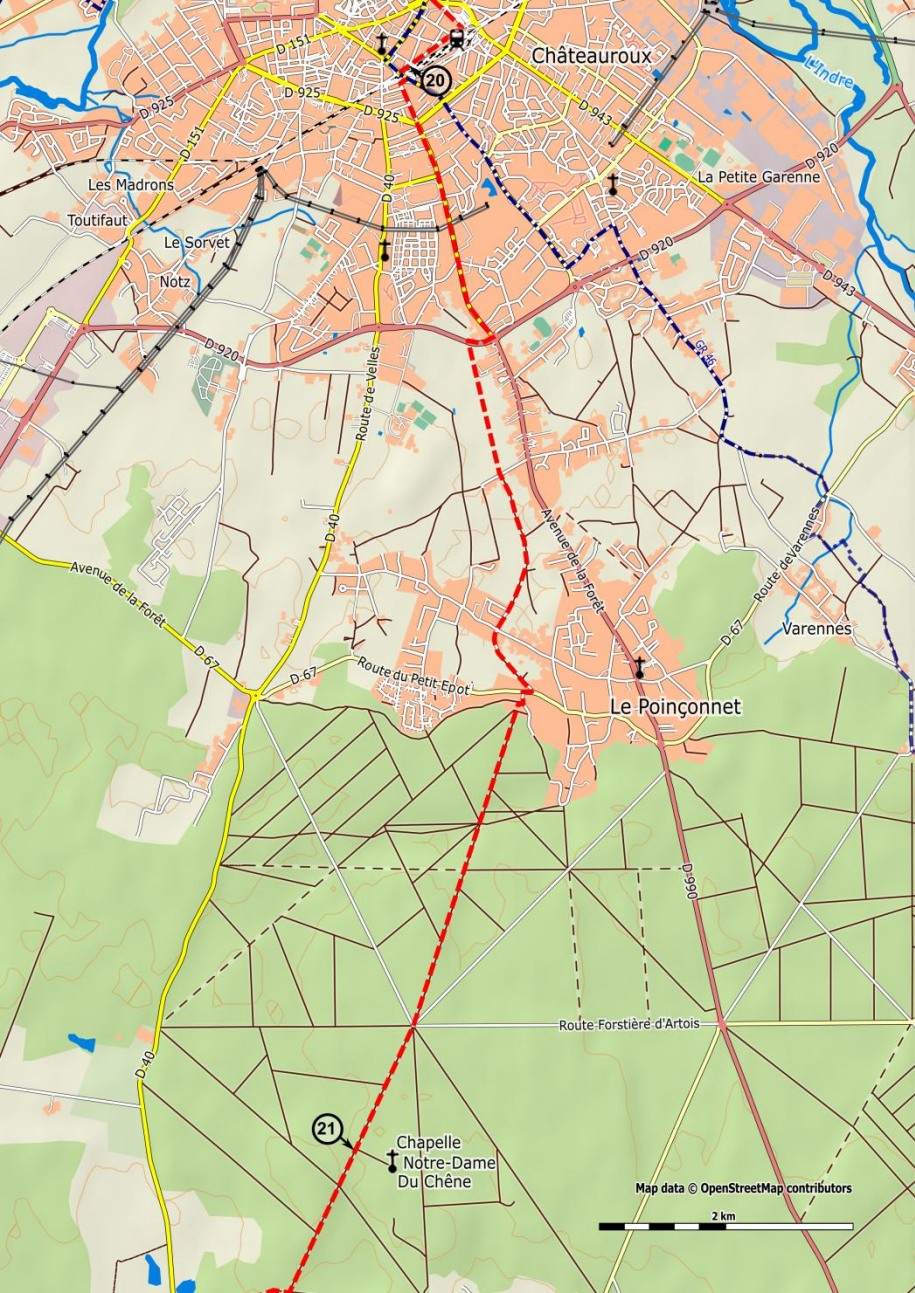 D 151
Châteauroux
20
L'Indre
D 925
D 925
D 925
D 943
D 151
D 920
La Petite Garenne
Les Madrons
D 40
Toutifaut
Le Sorvet
D 920
Notz
D 943
D 920
GR 46
Route de Velles
D 40
Avenue de la Forêt
Route deVarennes
Avenue de la Forêt
Varennes
D 67
D 67
D-67
Route du Petit Epot
Le Poinçonnet
D-990
Route Forstière d'Artois
D 40
21
Chapelle
Notre-Dame
Du Chêne
Map data © OpenStreetMap contributors
2 km